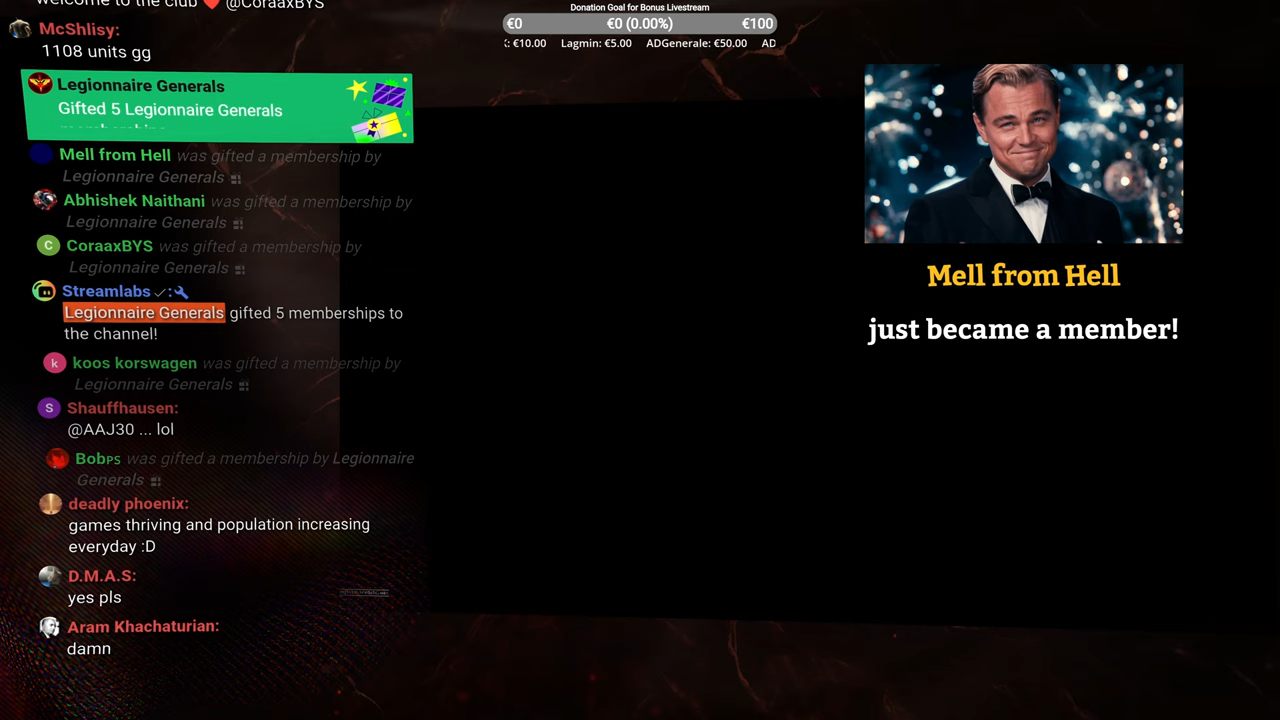 welcome to the club ❤ @CoraaxBYS
McShlisy:
1108 units gg
Legionnaire Generals
Gifted 5 Legionnaire Generals
Mell from Hell was gifted a membership by
Legionnaire Generals
Abhishek Naithani was gifted a membership by
Legionnaire Generals
CoraaxBYS was gifted a membership by
Legionnaire Generals
Streamlabs ✓:
Legionnaire Generals gifted 5 memberships to
the channel!
koos korswagen was gifted a membership by
Legionnaire Generals
Shauffhausen:
@AAJ30 ... lol
Bobps was gifted a membership by Legionnaire
Generals
deadly phoenix:
games thriving and population increasing
everyday :D
D.M.A.S:
yes pls
Aram Khachaturian:
damn
Donation Goal for Bonus Livestream
€0 €0 (0.00%) €100
: €10.00 Lagmin: €5.00 ADGenerale: €50.00 AD
Mell from Hell
just became a member!